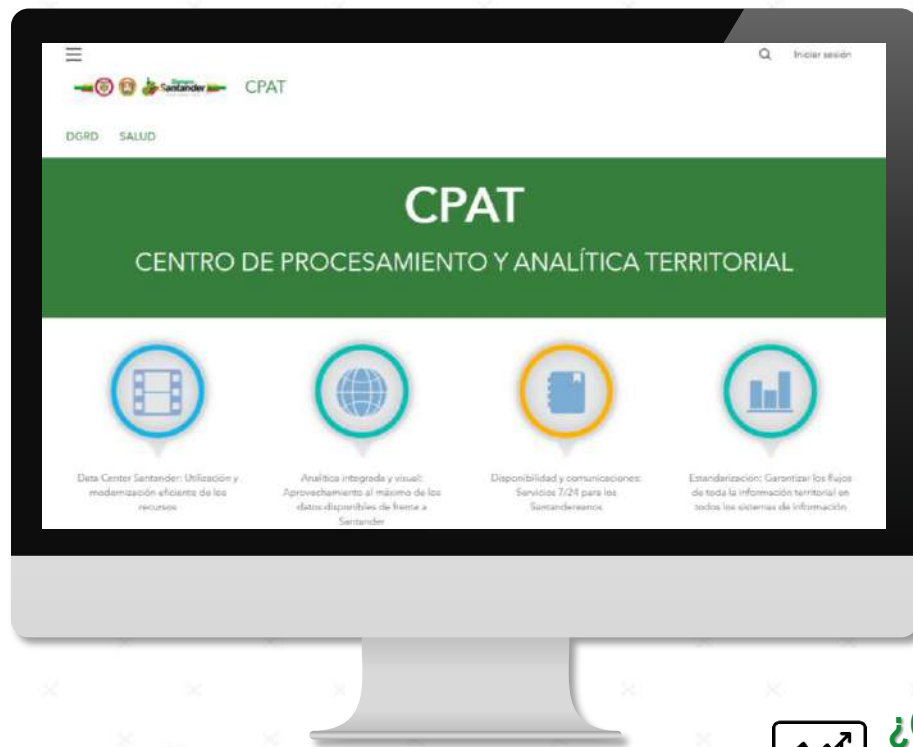 Iniciar sesión
Siempre
Santander
CPAT
DGRD SALUD
CPAT
CENTRO DE PROCESAMIENTO Y ANALÍTICA TERRITORIAL
Data Center Santander: Utilización y
modernización eficiente de los
recursos
Analítica integrada y visual:
Aprovechamiento al máximo de los
datos disponibles de frente a
Santander
Disponibilidad y comunicaciones:
Servicios 7/24 para los
Santandereanos
Estandarización: Garantizar los flujos
de toda la información territorial en
todos los sistemas de información